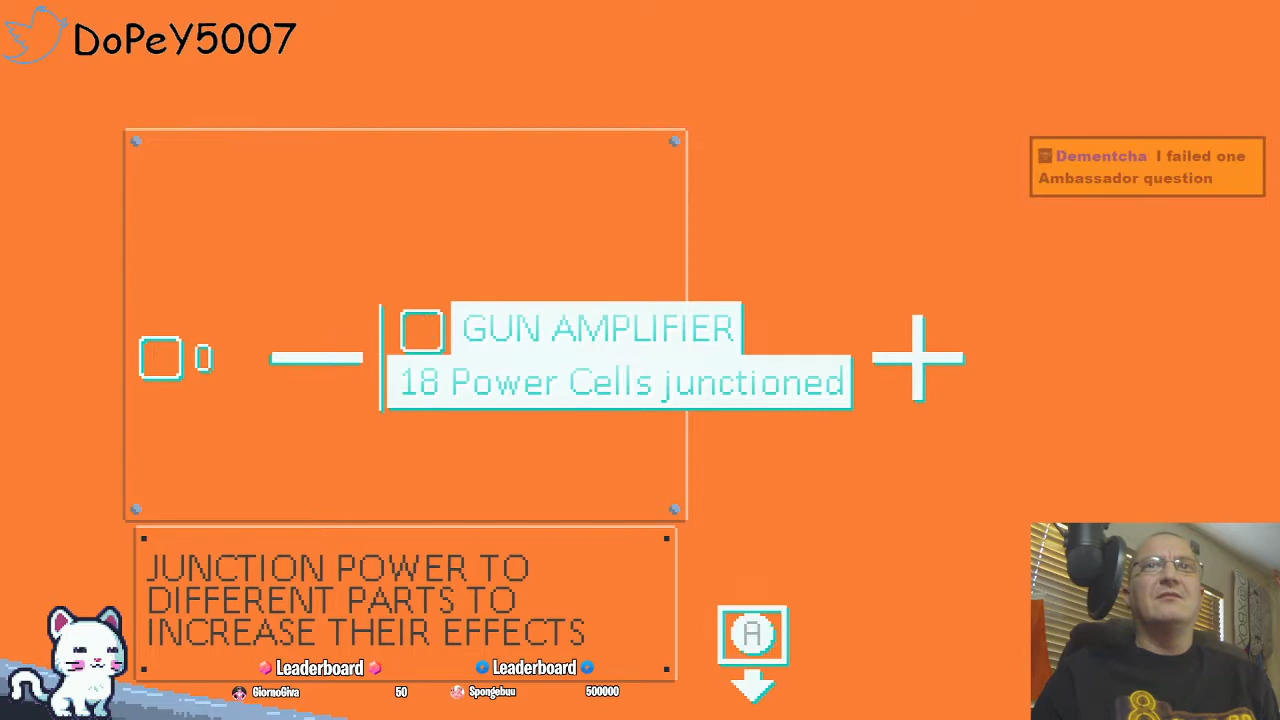 DoPeY5007
Dementcha I failed one
Ambassador question
GUN AMPLIFIER
18 Power Cells junctioned
JUNCTION POWER TO
DIFFERENT PARTS TO
INCREASE THEIR EFFECTS
A
Leaderboard
GiornoGiva 50
Leaderboard
Spongebuu 500000